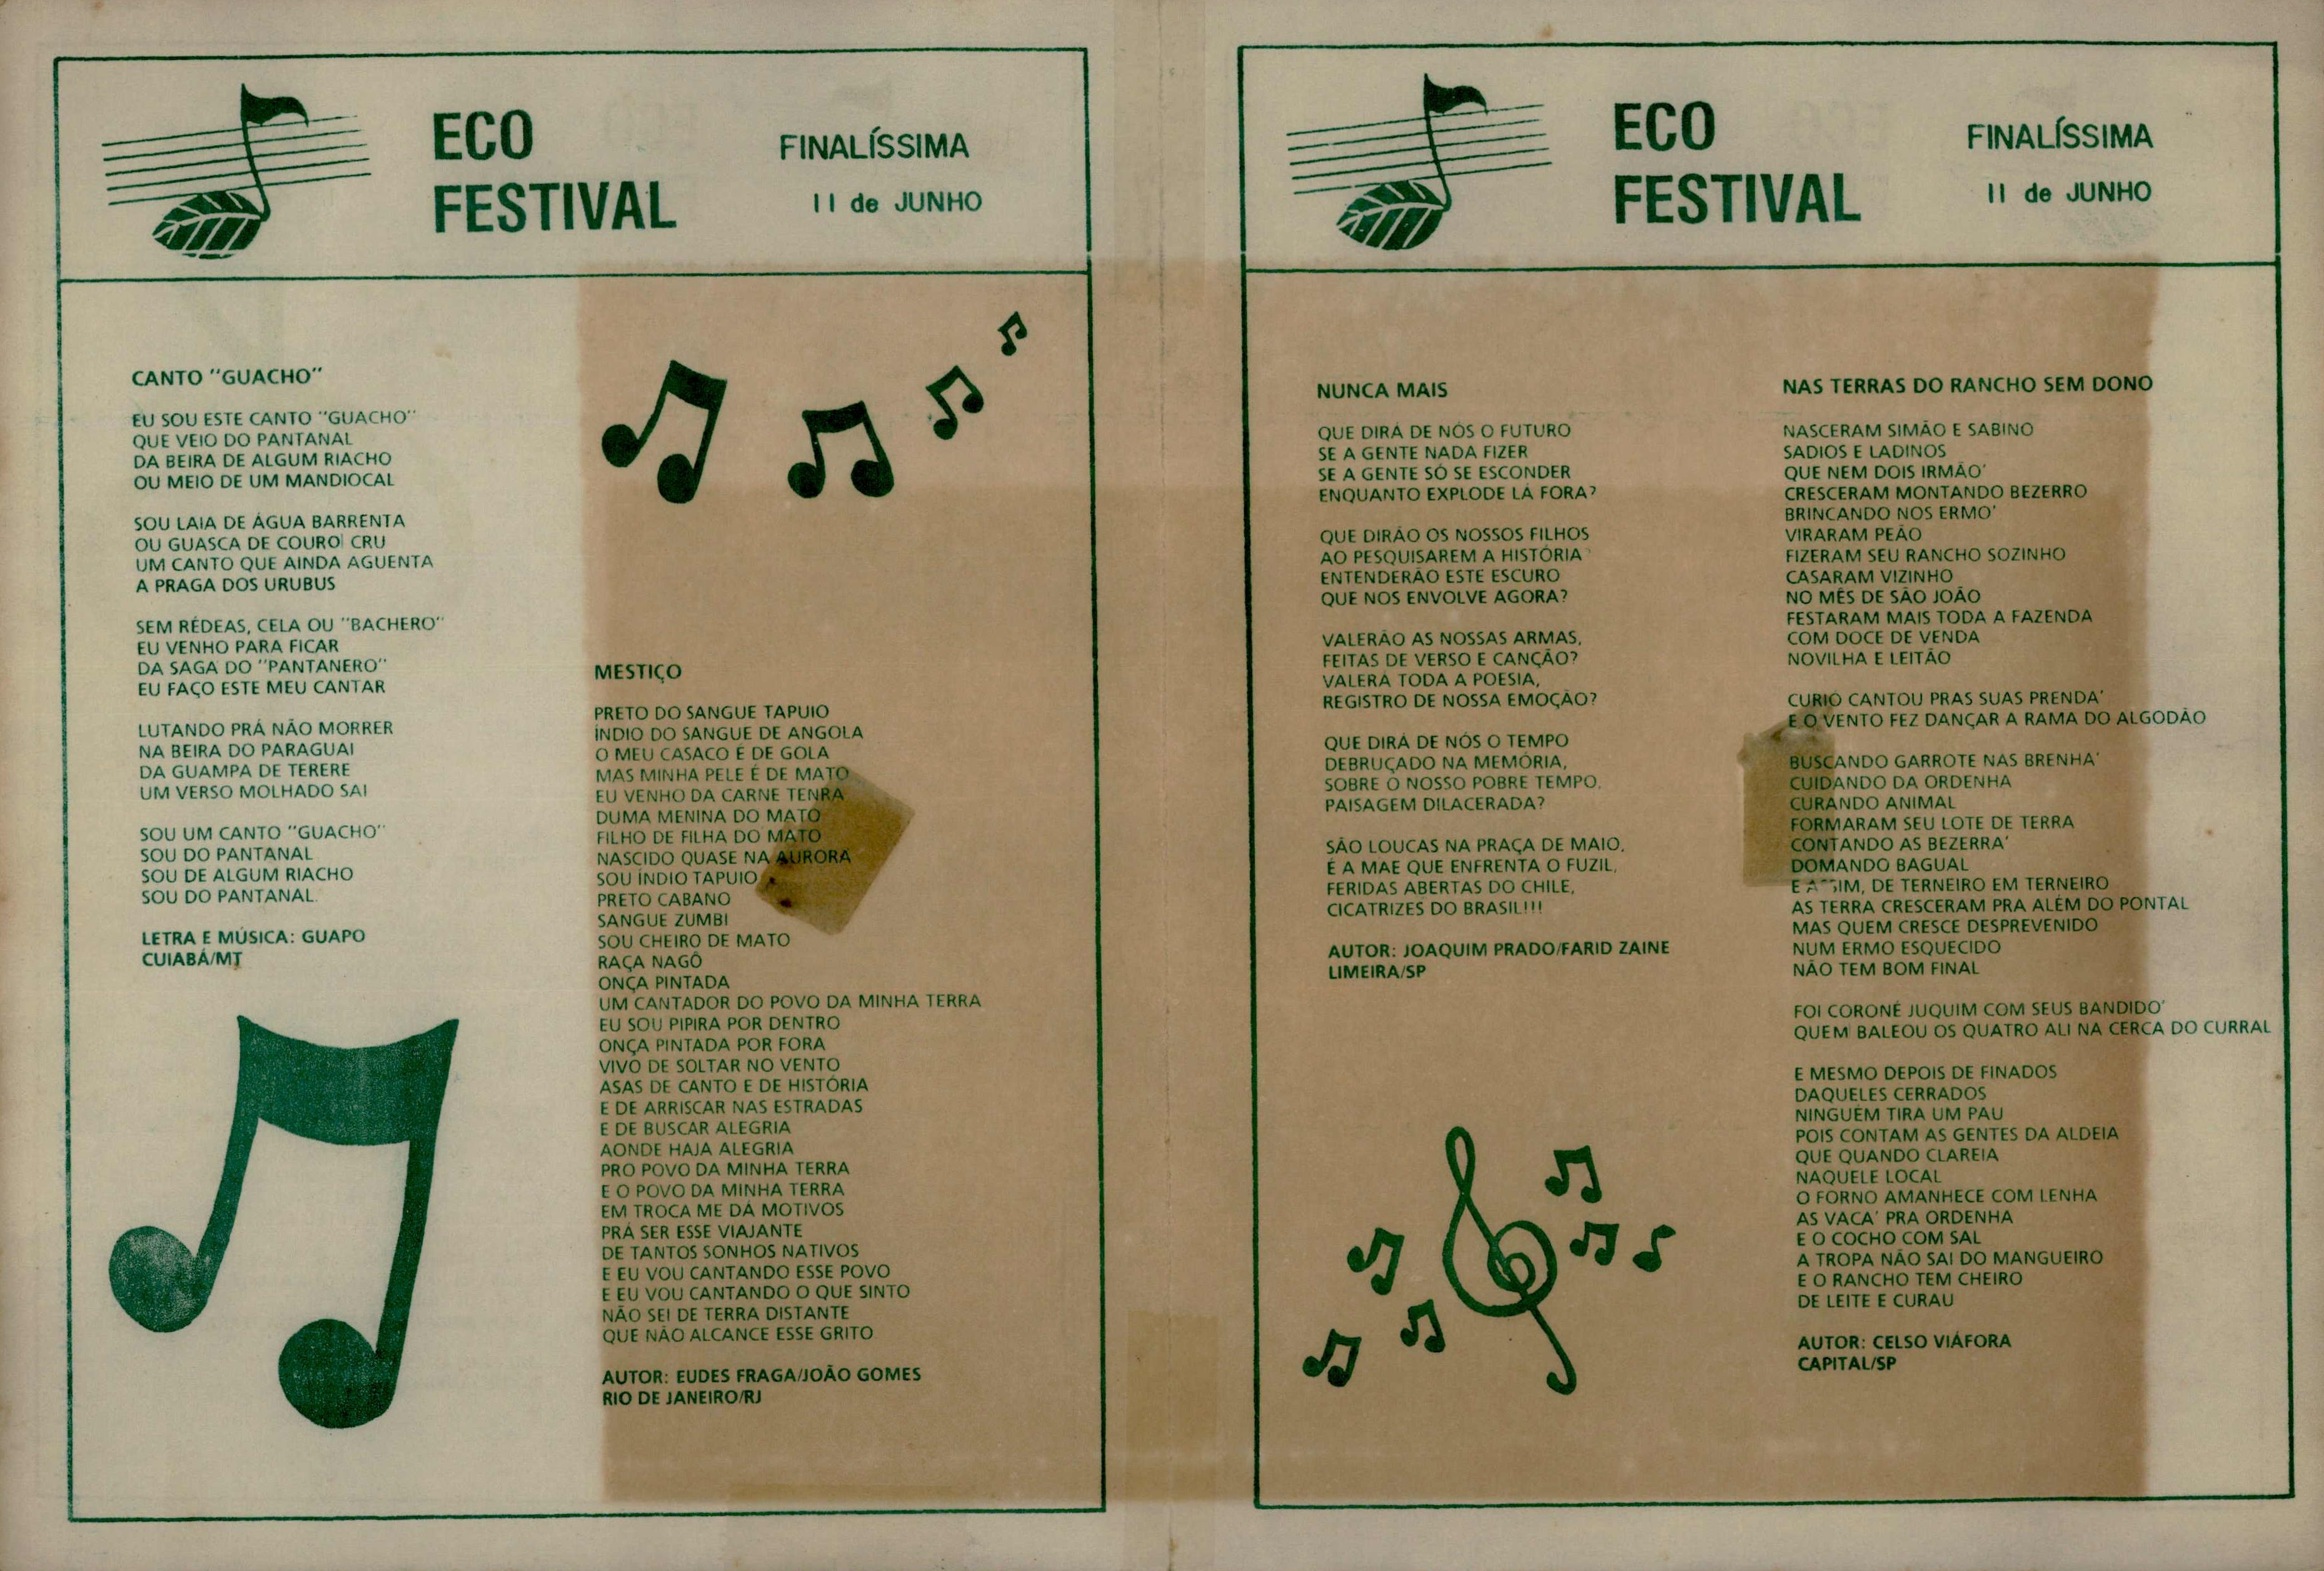 ECO
FESTIVAL
FINALÍSSIMA
11 de JUNHO
CANTO "GUACHO"
EU SOU ESTE CANTO "GUACHO"
QUE VEIO DO PANTANAL
DA BEIRA DE ALGUM RIACHO
OU MEIO DE UM MANDIOCAL
SOU LAIA DE ÁGUA BARRENTA
OU GUASCA DE COURO CRU
UM CANTO QUE AINDA AGUENTA
A PRAGA DOS URUBUS
SEM RÉDEAS, CELA OU "BACHERO"
EU VENHO PARA FICAR
DA SAGA DO "PANTANERO"
EU FAÇO ESTE MEU CANTAR
LUTANDO PRÁ NÃO MORRER
NA BEIRA DO PARAGUAI
DA GUAMPA DE TERERE
UM VERSO MOLHADO SAI
SOU UM CANTO "GUACHO"
SOU DO PANTANAL
SOU DE ALGUM RIACHO
SOU DO PANTANAL.
LETRA E MÚSICA: GUAPO
CUIABÁ/MT
MESTIÇO
PRETO DO SANGUE TAPUIO
ÍNDIO DO SANGUE DE ANGOLA
O MEU CASACO É DE GOLA
MAS MINHA PELE É DE MATO
EU VENHO DA CARNE TENRA
DUMA MENINA DO MATO
FILHO DE FILHA DO MATO
NASCIDO QUASE NA AURORA
SOU ÍNDIO TAPUIO
PRETO CABANO
SANGUE ZUMBI
SOU CHEIRO DE MATO
RAÇA NAGÔ
ONÇA PINTADA
UM CANTADOR DO POVO DA MINHA TERRA
EU SOU PIPIRA POR DENTRO
ONÇA PINTADA POR FORA
VIVO DE SOLTAR NO VENTO
ASAS DE CANTO E DE HISTÓRIA
E DE ARRISCAR NAS ESTRADAS
E DE BUSCAR ALEGRIA
AONDE HAJA ALEGRIA
PRO POVO DA MINHA TERRA
E O POVO DA MINHA TERRA
EM TROCA ME DÁ MOTIVOS
PRÁ SER ESSE VIAJANTE
DE TANTOS SONHOS NATIVOS
E EU VOU CANTANDO ESSE POVO
E EU VOU CANTANDO O QUE SINTO
NÃO SEI DE TERRA DISTANTE
QUE NÃO ALCANCE ESSE GRITO
AUTOR: EUDES FRAGA/JOÃO GOMES
RIO DE JANEIRO/RJ
ECO
FESTIVAL
FINALÍSSIMA
11 de JUNHO
NUNCA MAIS
QUE DIRÁ DE NÓS O FUTURO
SE A GENTE NADA FIZER
SE A GENTE SÓ SE ESCONDER
ENQUANTO EXPLODE LÁ FORA?
QUE DIRÃO OS NOSSOS FILHOS
AO PESQUISAREM A HISTÓRIA
ENTENDERÃO ESTE ESCURO
QUE NOS ENVOLVE AGORA?
VALERÃO AS NOSSAS ARMAS,
FEITAS DE VERSO E CANÇÃO?
VALERÁ TODA A POESIA,
REGISTRO DE NOSSA EMOÇÃO?
QUE DIRÁ DE NÓS O TEMPO
DEBRUÇADO NA MEMÓRIA,
SOBRE O NOSSO POBRE TEMPO.
PAISAGEM DILACERADA?
SÃO LOUCAS NA PRAÇA DE MAIO,
É A MAE QUE ENFRENTA O FUZIL,
FERIDAS ABERTAS DO CHILE,
CICATRIZES DO BRASIL!!!
AUTOR: JOAQUIM PRADO/FARID ZAINE
LIMEIRA/SP
NAS TERRAS DO RANCHO SEM DONO
NASCERAM SIMÃO E SABINO
SADIOS E LADINOS
QUE NEM DOIS IRMÃO'
CRESCERAM MONTANDO BEZERRO
BRINCANDO NOS ERMO'
VIRARAM PEÃO
FIZERAM SEU RANCHO SOZINHO
CASARAM VIZINHO
NO MÊS DE SÃO JOÃO
FESTARAM MAIS TODA A FAZENDA
COM DOCE DE VENDA
NOVILHA E LEITÃO
CURIÓ CANTOU PRAS SUAS PRENDA'
E O VENTO FEZ DANÇAR A RAMA DO ALGODÃO
BUSCANDO GARROTE NAS BRENHA'
CUIDANDO DA ORDENHA
CURANDO ANIMAL
FORMARAM SEU LOTE DE TERRA
CONTANDO AS BEZERRA'
DOMANDO BAGUAL
E ASSIM, DE TERNEIRO EM TERNEIRO
AS TERRA CRESCERAM PRA ALÉM DO PONTAL
MAS QUEM CRESCE DESPREVENIDO
NUM ERMO ESQUECIDO
NÃO TEM BOM FINAL
FOI CORONÉ JUQUIM COM SEUS BANDIDO'
QUEM BALEOU OS QUATRO ALI NA CERCA DO CURRAL
E MESMO DEPOIS DE FINADOS
DAQUELES CERRADOS
NINGUÉM TIRA UM PAU
POIS CONTAM AS GENTES DA ALDEIA
QUE QUANDO CLAREIA
NAQUELE LOCAL
O FORNO AMANHECE COM LENHA
AS VACA' PRA ORDENHA
E O COCHO COM SAL
A TROPA NÃO SAI DO MANGUEIRO
E O RANCHO TEM CHEIRO
DE LEITE E CURAU
AUTOR: CELSO VIÁFORA
CAPITAL/SP